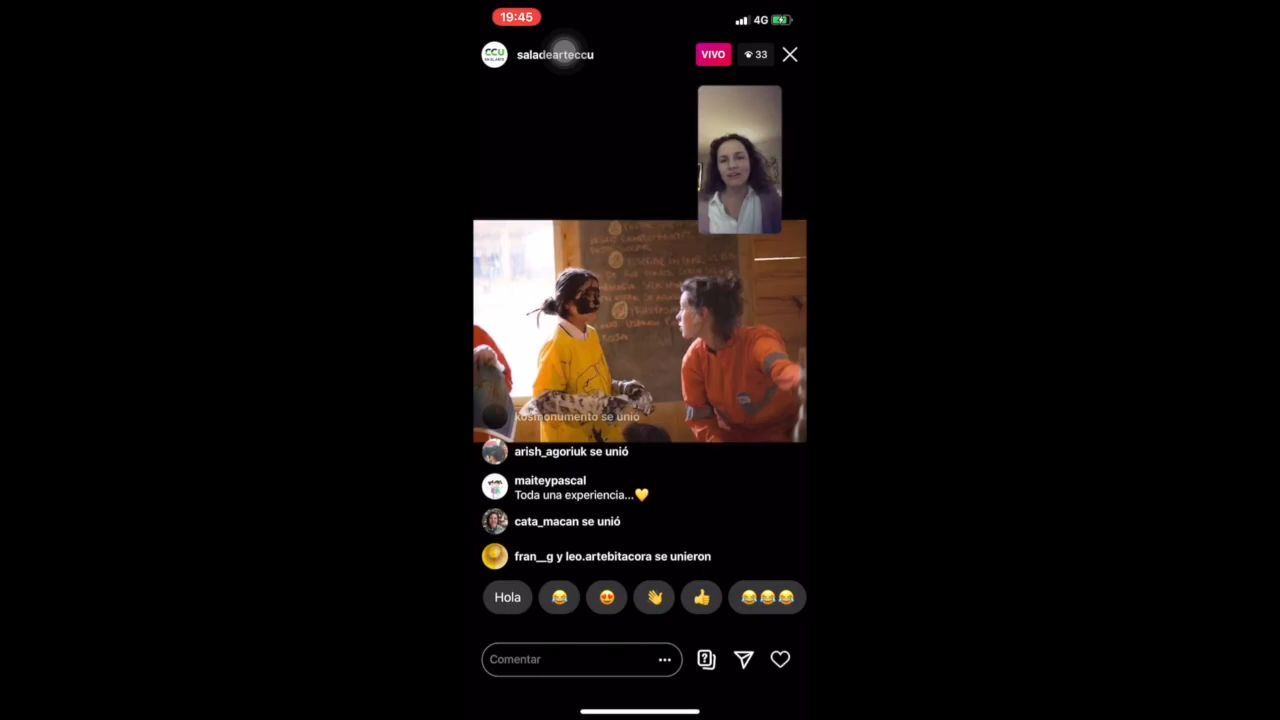 19:45
4G
CCU
saladearteccu
VIVO
33
kosmonumento se unió
arish_agoriuk se unió
maiteypascal
Toda una experiencia...💛
cata_macan se unió
fran__g y leo.artebitacora se unieron
Hola
😂
😍
👋
👍
😂😂😂
Comentar